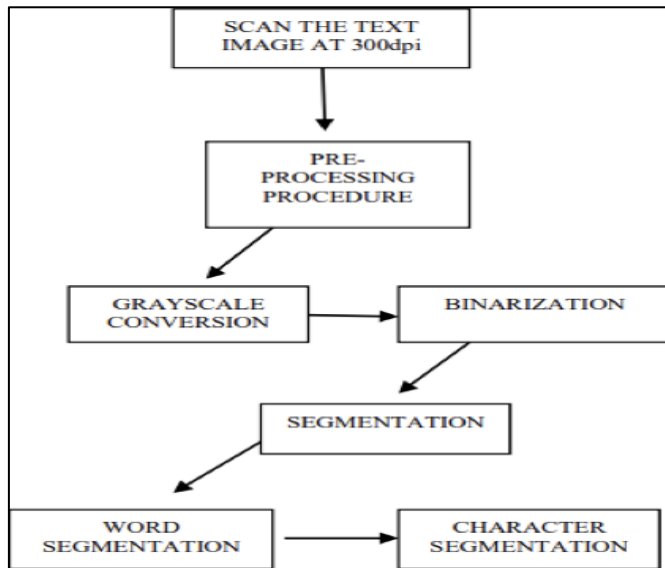 SCAN THE TEXT
IMAGE AT 300dpi
PRE-
PROCESSING
PROCEDURE
GRAYSCALE
CONVERSION
BINARIZATION
SEGMENTATION
WORD
SEGMENTATION
CHARACTER
SEGMENTATION